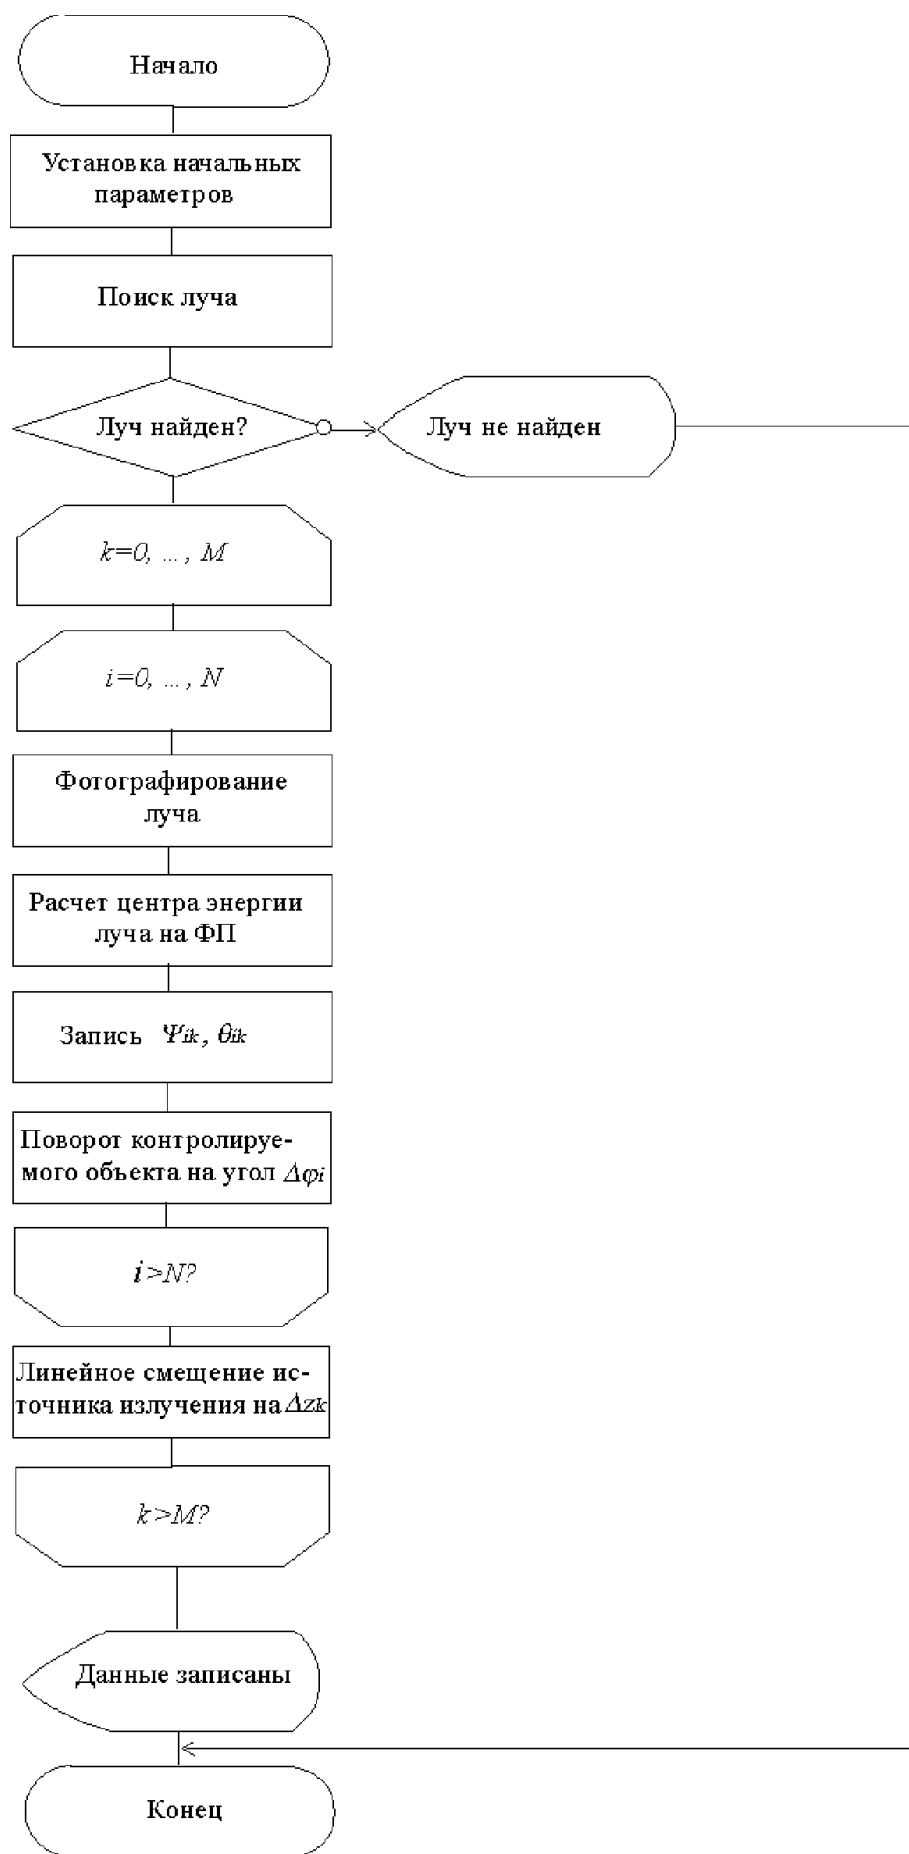 Начало
Установка начальных
параметров
Поиск луча
Луч найден?
Луч не найден
k=0, ..., M
i=0, ..., N
Фотографирование
луча
Расчет центра энергии
луча на ФП
Запись Ψik, θik
Поворот контролируе-
мого объекта на угол Δφi
i>N?
Линейное смещение ис-
точника излучения на Δzk
k>M?
Данные записаны
Конец